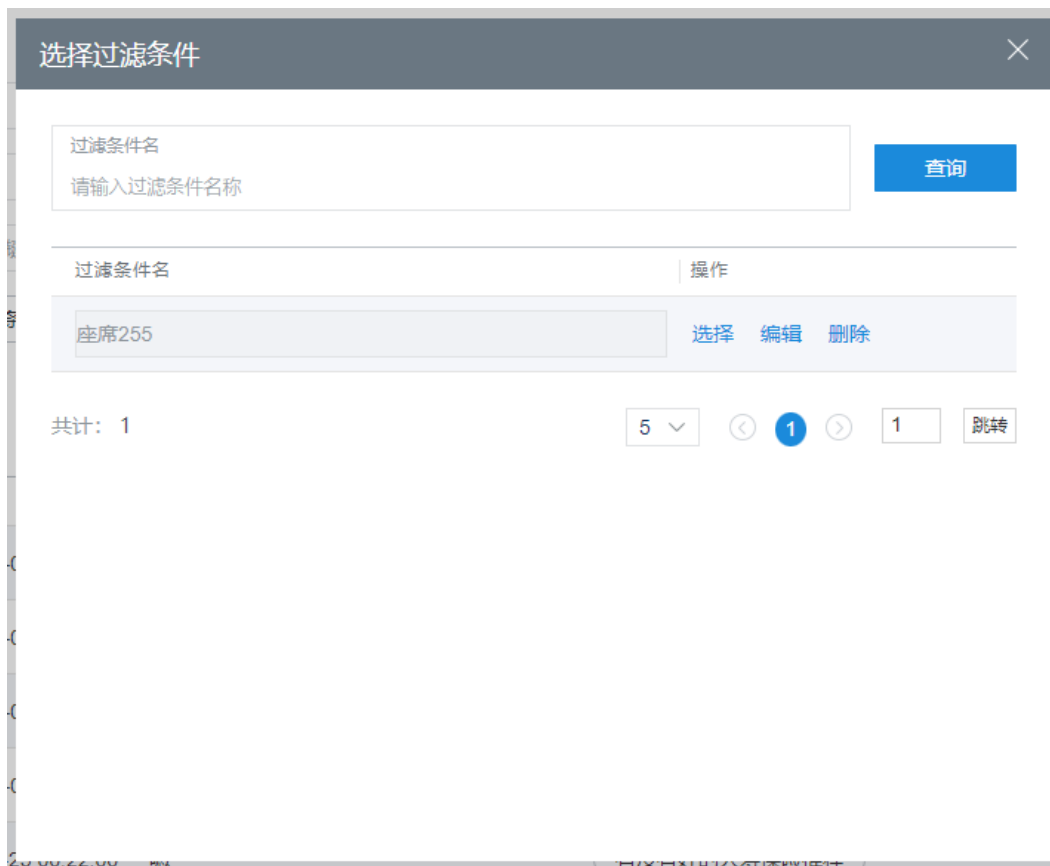 选择过滤条件
过滤条件名
请输入过滤条件名称
查询
过滤条件名 操作
座席255 选择 编辑 删除
共计： 1 5 1 1 跳转